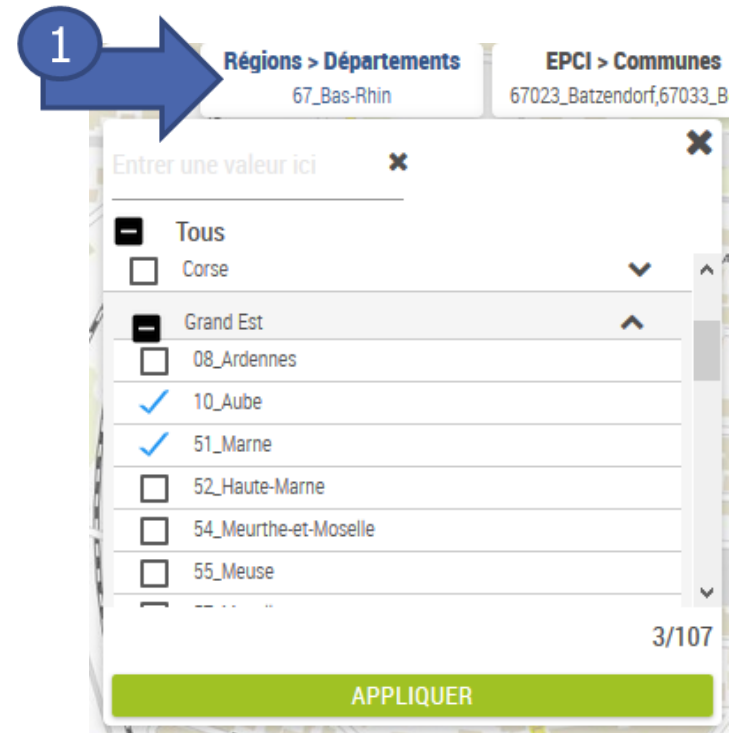 1
Régions > Départements
67_Bas-Rhin
EPCI > Communes
67023_Batzendorf,67033_B
Entrer une valeur ici
Tous
Corse
Grand Est
08_Ardennes
10_Aube
51_Marne
52_Haute-Marne
54_Meurthe-et-Moselle
55_Meuse
3/107
APPLIQUER